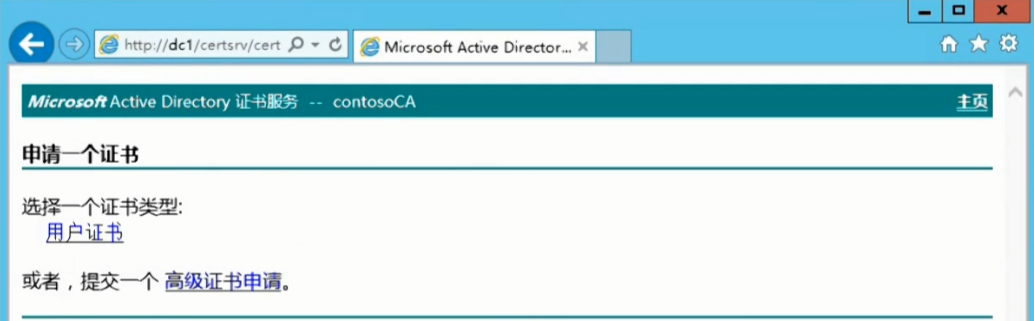 http://dc1/certsrv/cert
Microsoft Active Director...
Microsoft Active Directory 证书服务 -- contosoCA
主页
申请一个证书
选择一个证书类型:
用户证书
或者，提交一个 高级证书申请。